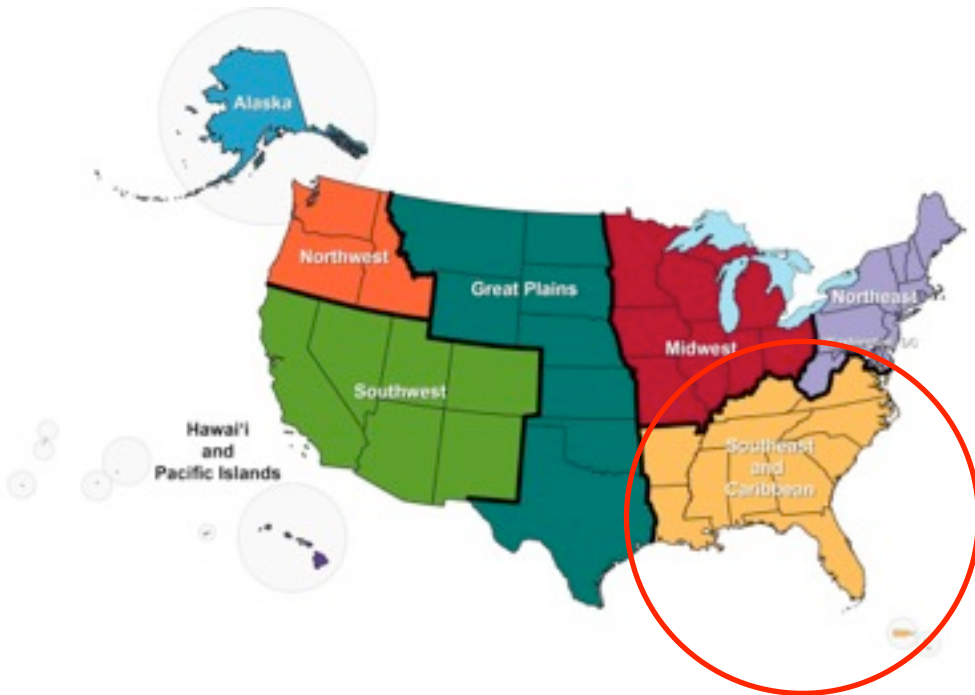 Alaska
Northwest
Great Plains
Northeast
Midwest
Southwest
Hawai'i
and
Pacific Islands
Southeast
and
Caribbean